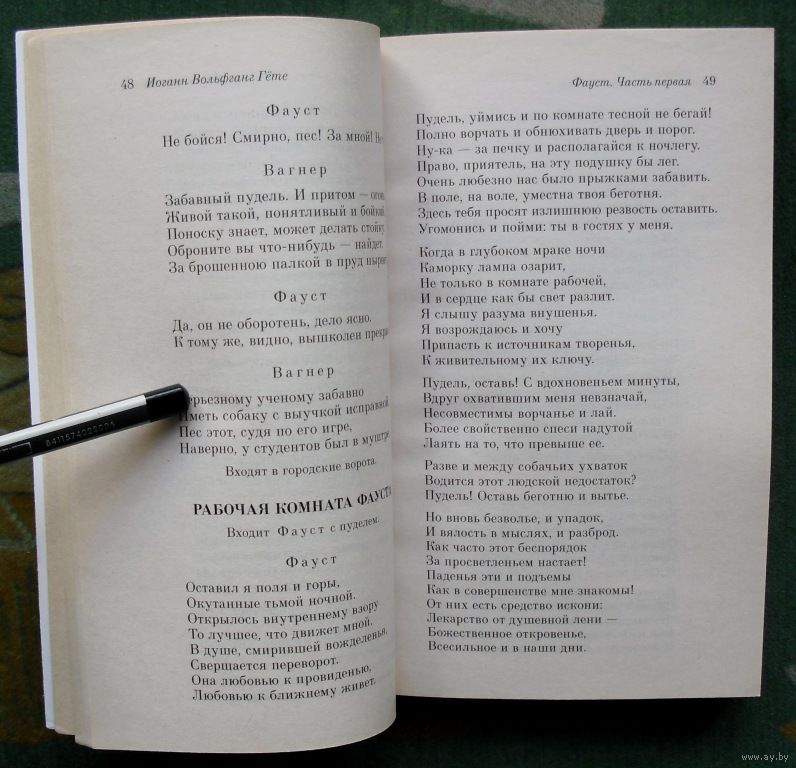 48 Иоганн Вольфганг Гёте
Фауст
Не бойся! Смирно, пес! За мной!
Вагнер
Забавный пудель. И притом —
Живой такой, понятливый и бойкий
Поноску знает, может делать стойку
Оброните вы что-нибудь — найдет.
За брошенною палкой в пруд
Фауст
Да, он не оборотень, дело ясно.
К тому же, видно, вышколен
Вагнер
ерьезному ученому забавно
Иметь собаку с выучкой исправной
Пес этот, судя по его игре,
Наверно, у студентов был в муштре
Входят в городские ворота.
РАБОЧАЯ КОМНАТА ФАУСТА
Входит Фауст с пуделем.
Фауст
Оставил я поля и горы,
Окутанные тьмой ночной.
Открылось внутреннему взору
То лучшее, что движет мной.
В душе, смирившей вожделенья,
Свершается переворот.
Она любовью к провиденью,
Любовью к ближнему живет.
Фауст. Часть первая 49
Пудель, уймись и по комнате тесной не бегай!
Полно ворчать и обнюхивать дверь и порог.
Ну-ка — за печку и располагайся к ночлегу.
Право, приятель, на эту подушку бы лег.
Очень любезно нас было прыжками забавить.
В поле, на воле, уместна твоя беготня.
Здесь тебя просят излишнюю резвость оставить.
Угомонись и пойми: ты в гостях у меня.
Когда в глубоком мраке ночи
Каморку лампа озарит,
Не только в комнате рабочей,
И в сердце как бы свет разлит.
Я слышу разума внушенья.
Я возрождаюсь и хочу
Припасть к источникам творенья,
К живительному их ключу.
Пудель, оставь! С вдохновеньем минуты,
Вдруг охватившим меня невзначай,
Несовместимы ворчанье и лай.
Более свойственно спеси надутой
Лаять на то, что превыше ее.
Разве и между собачьих ухваток
Водится этот людской недостаток?
Пудель! Оставь беготню и вытье.
Но вновь безволье, и упадок,
И вялость в мыслях, и разброд.
Как часто этот беспорядок
За просветленьем настает!
Паденья эти и подъемы
Как в совершенстве мне знакомы!
От них есть средство искони:
Лекарство от душевной лени —
Божественное откровенье,
Всесильное и в наши дни.
www.ay.by